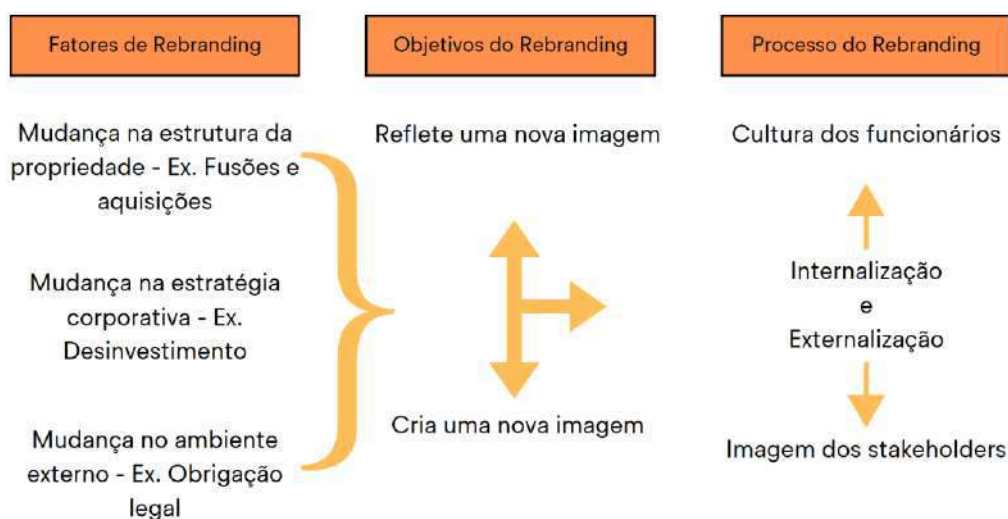 Fatores de Rebranding
Objetivos do Rebranding
Processo do Rebranding
Mudança na estrutura da
propriedade - Ex. Fusões e
aquisições
Mudança na estratégia
corporativa - Ex.
Desinvestimento
Mudança no ambiente
externo - Ex. Obrigação
legal
Reflete uma nova imagem
Cria uma nova imagem
Cultura dos funcionários
Internalização
e
Externalização
Imagem dos stakeholders